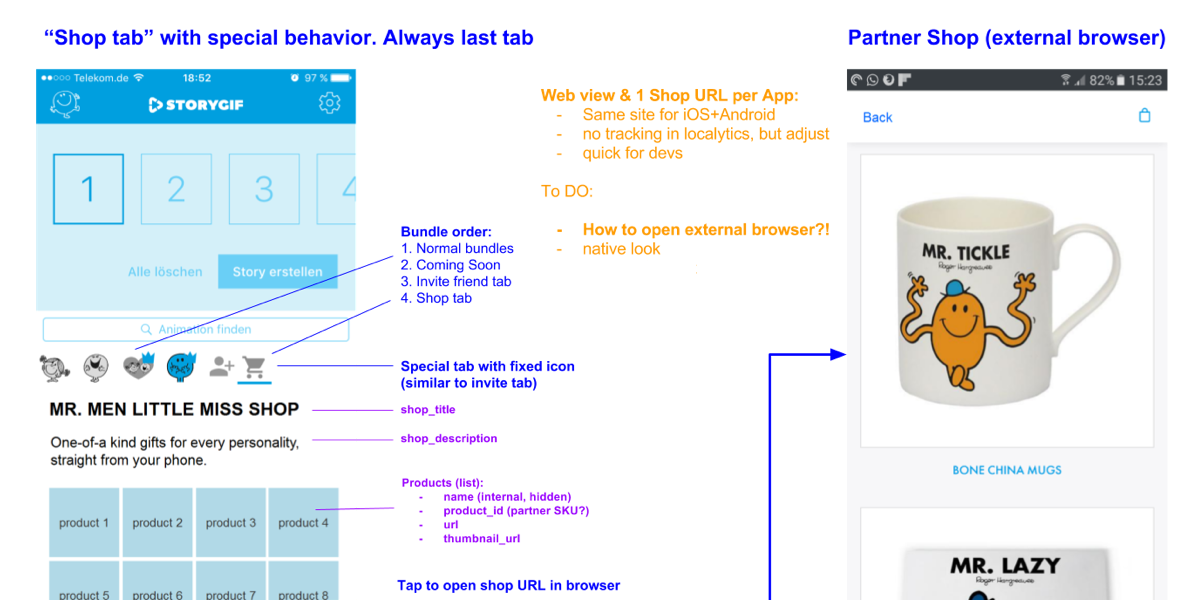 “Shop tab” with special behavior. Always last tab
Partner Shop (external browser)
Telekom.de
18:52
97 %
STORYGIF
1
2
3
4
Alle löschen
Story erstellen
Animation finden
MR. MEN LITTLE MISS SHOP
One-of-a kind gifts for every personality,
straight from your phone.
product 1
product 2
product 3
product 4
product 5
product 6
product 7
product 8
Bundle order:
1. Normal bundles
2. Coming Soon
3. Invite friend tab
4. Shop tab
Special tab with fixed icon
(similar to invite tab)
shop_title
shop_description
Products (list):
- name (internal, hidden)
- product_id (partner SKU?)
- url
- thumbnail_url
Tap to open shop URL in browser
Web view & 1 Shop URL per App:
- Same site for iOS+Android
- no tracking in localytics, but adjust
- quick for devs
To DO:
- How to open external browser?!
- native look
82% 15:23
Back
MR. TICKLE
Roger Hargreaves
BONE CHINA MUGS
MR. LAZY
Roger Hargreaves